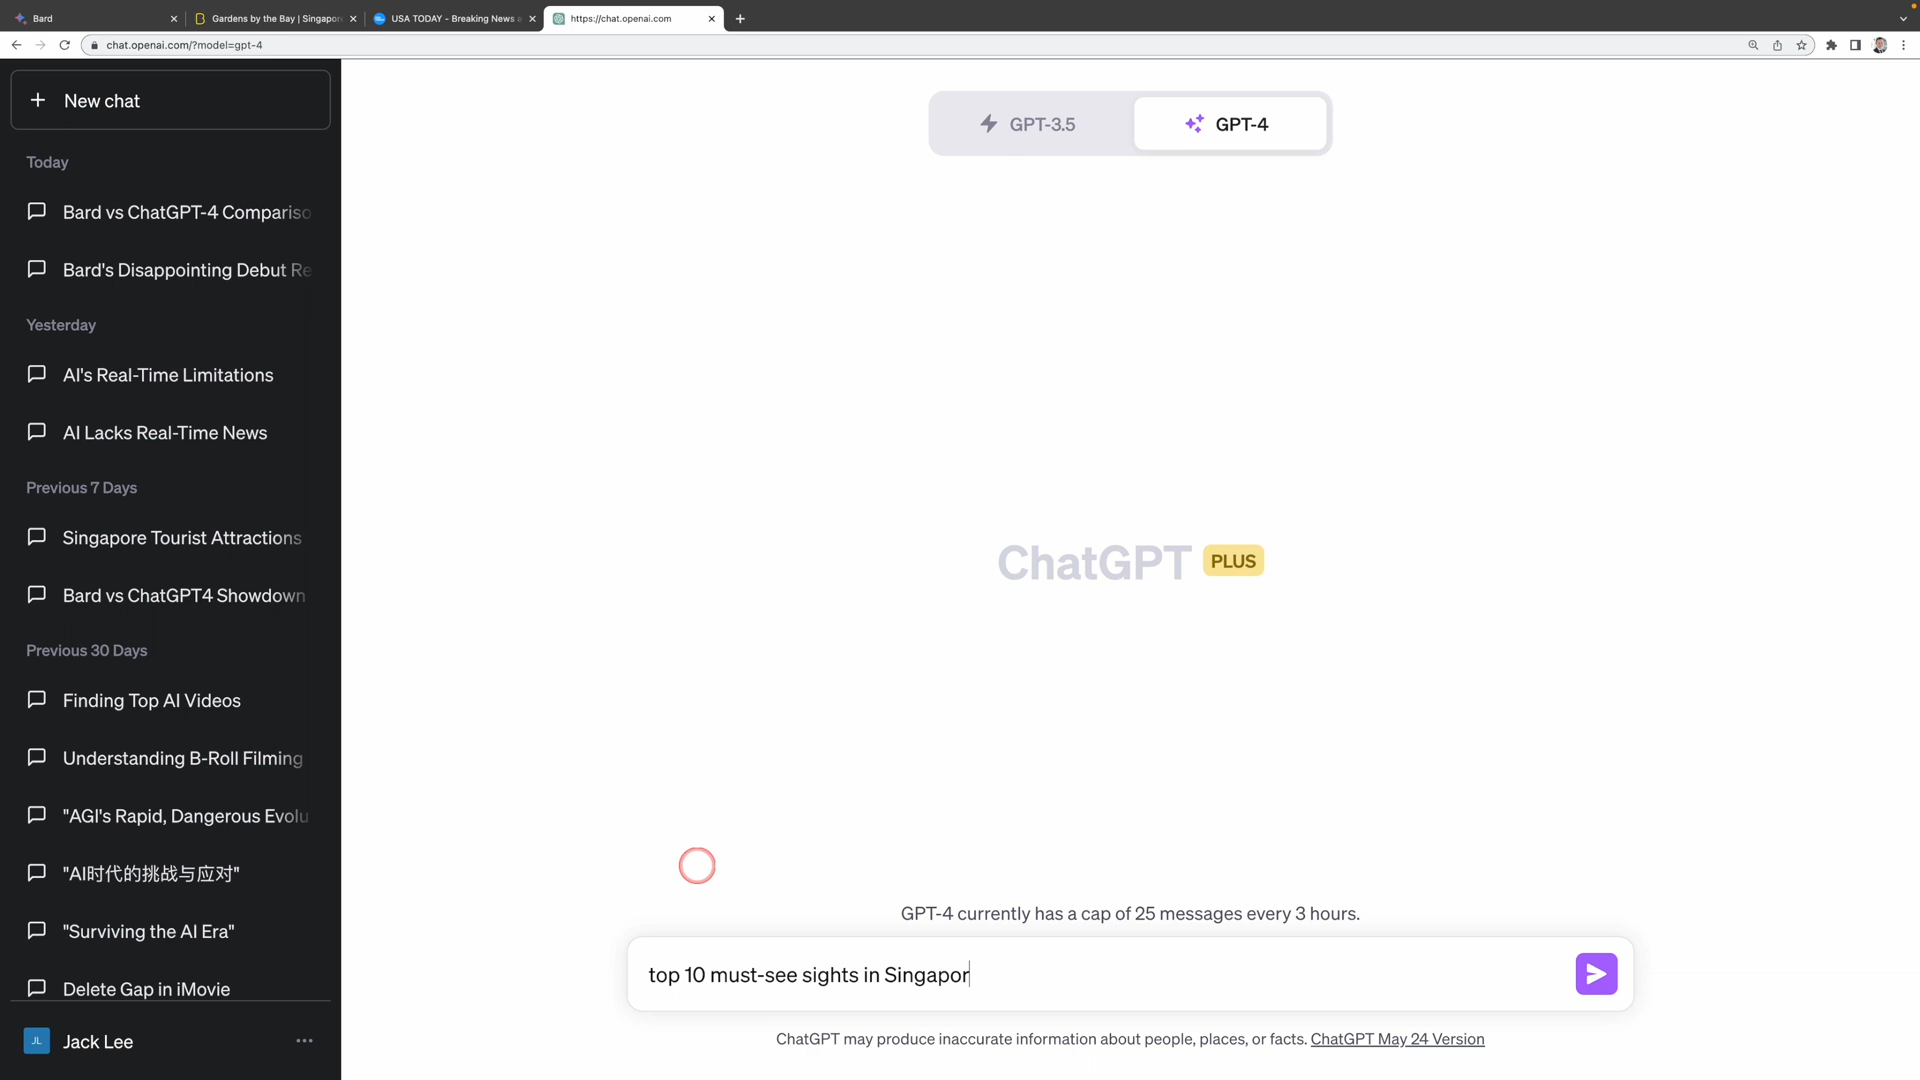 Bard
Gardens by the Bay | Singapor
USA TODAY - Breaking News a
https://chat.openai.com
chat.openai.com/?model=gpt-4
New chat
Today
Bard vs ChatGPT-4 Compariso
Bard's Disappointing Debut Re
Yesterday
AI's Real-Time Limitations
AI Lacks Real-Time News
Previous 7 Days
Singapore Tourist Attractions
Bard vs ChatGPT4 Showdown
Previous 30 Days
Finding Top AI Videos
Understanding B-Roll Filming
"AGI's Rapid, Dangerous Evolu
"AI时代的挑战与应对"
"Surviving the AI Era"
Delete Gap in iMovie
JL Jack Lee
GPT-3.5
GPT-4
ChatGPT PLUS
GPT-4 currently has a cap of 25 messages every 3 hours.
top 10 must-see sights in Singapor
ChatGPT may produce inaccurate information about people, places, or facts. ChatGPT May 24 Version